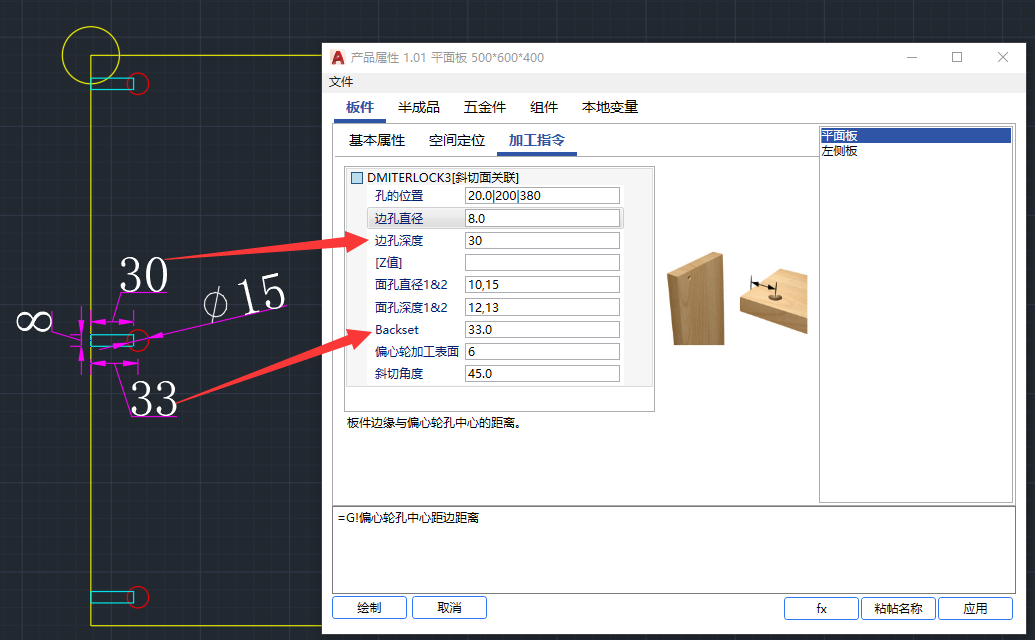 30
8
∅ 15
33
产品属性 1.01 平面板 500*600*400
文件
板件 半成品 五金件 组件 本地变量
基本属性 空间定位 加工指令
DMITERLOCK3[斜切面关联]
孔的位置 20.0|200|380
边孔直径 8.0
边孔深度 30
[Z值]
面孔直径1&2 10,15
面孔深度1&2 12,13
Backset 33.0
偏心轮加工表面 6
斜切角度 45.0
板件边缘与偏心轮孔中心的距离。
平面板
左侧板
=G!偏心轮孔中心距边距离
绘制 取消 fx 粘帖名称 应用